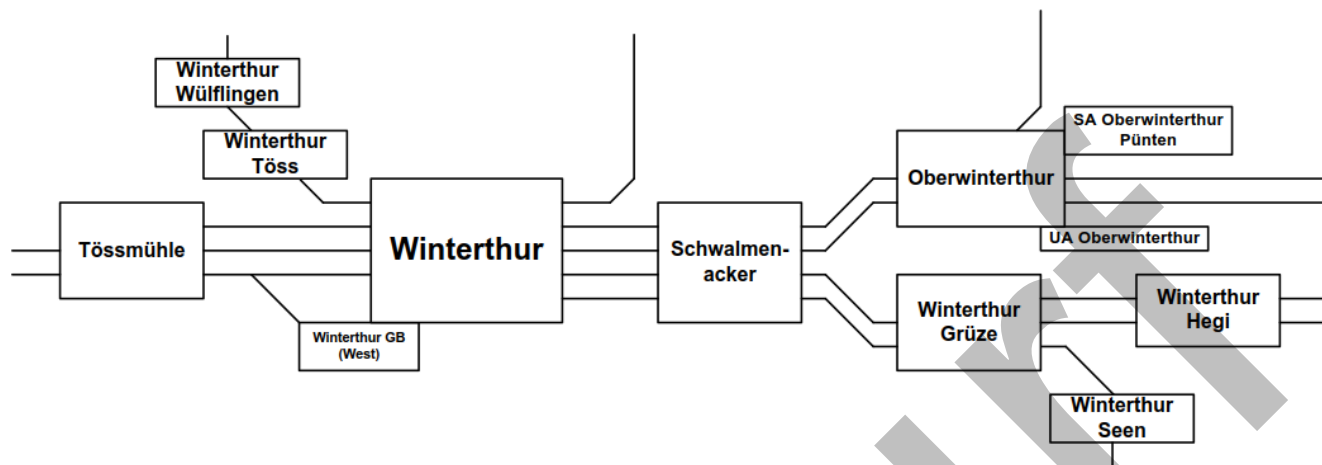 Winterthur
Wülflingen
Winterthur
Töss
Tössmühle
Winterthur
Winterthur GB
(West)
Schwalmen-
acker
Oberwinterthur
SA Oberwinterthur
Pünten
UA Oberwinterthur
Winterthur
Grüze
Winterthur
Hegi
Winterthur
Seen
urf